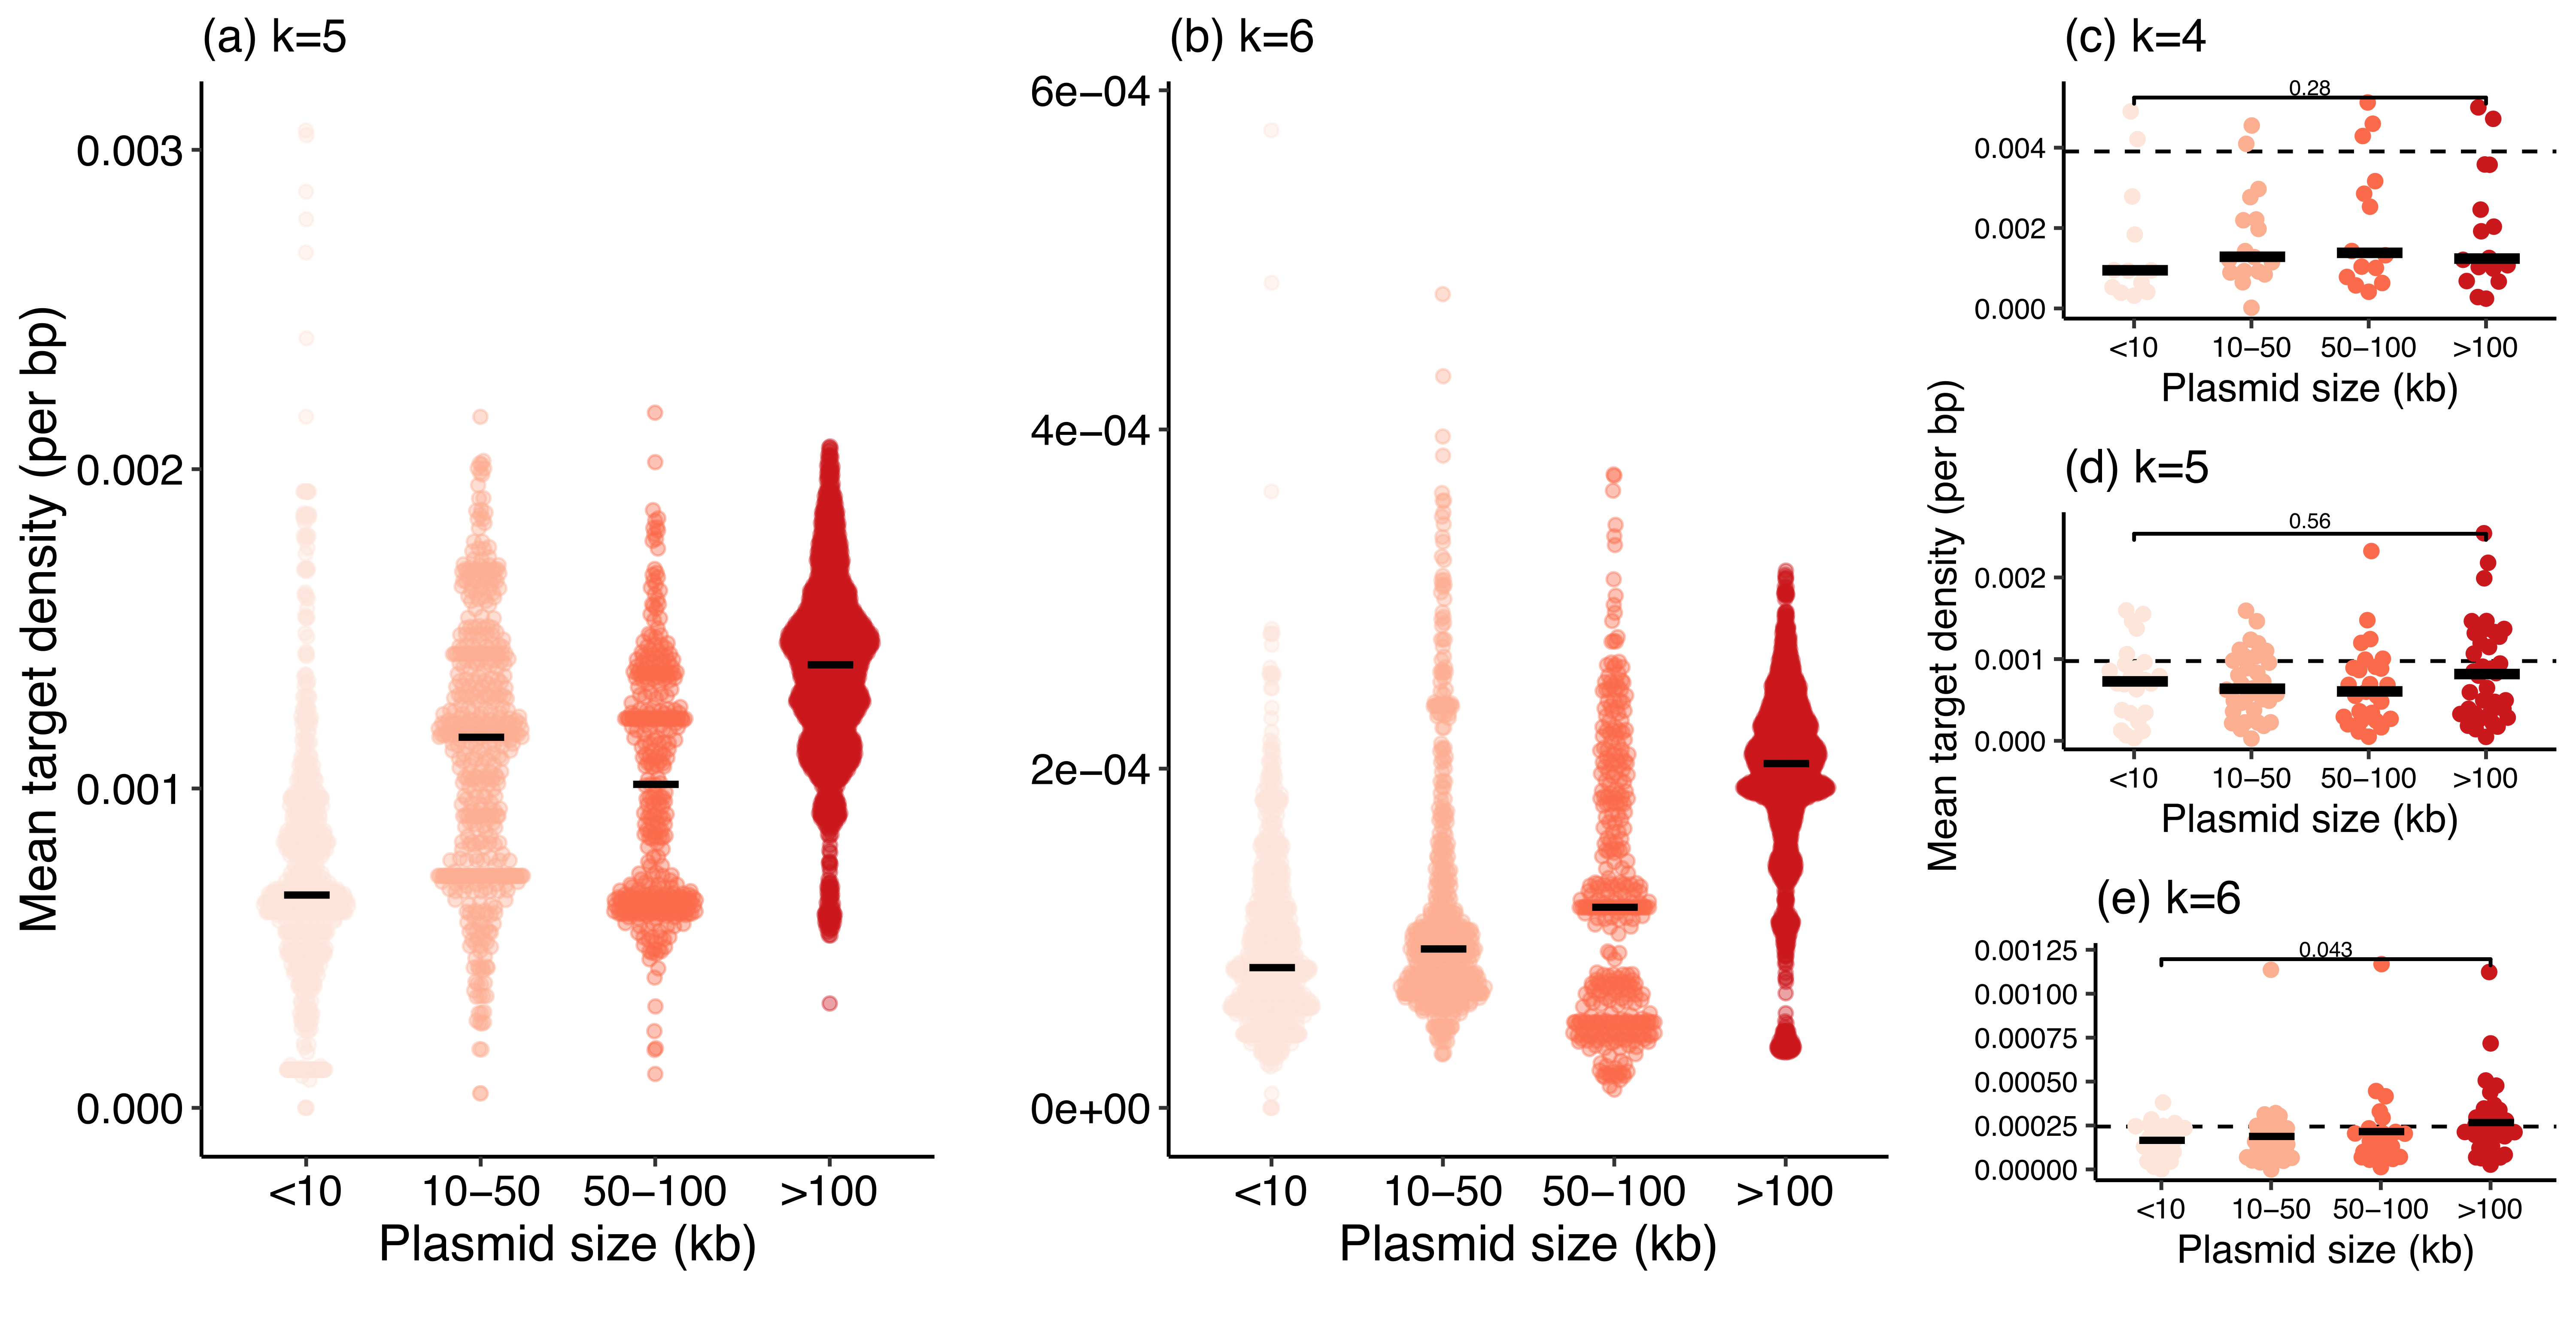 (a) k=5
Mean target density (per bp)
0.003
0.002
0.001
0.000
<10 10−50 50−100 >100
Plasmid size (kb)
(b) k=6
6e−04
4e−04
2e−04
0e+00
<10 10−50 50−100 >100
Plasmid size (kb)
Mean target density (per bp)
(c) k=4
0.28
0.004
0.002
0.000
<10 10−50 50−100 >100
Plasmid size (kb)
(d) k=5
0.56
0.002
0.001
0.000
<10 10−50 50−100 >100
Plasmid size (kb)
(e) k=6
0.043
0.00125
0.00100
0.00075
0.00050
0.00025
0.00000
<10 10−50 50−100 >100
Plasmid size (kb)